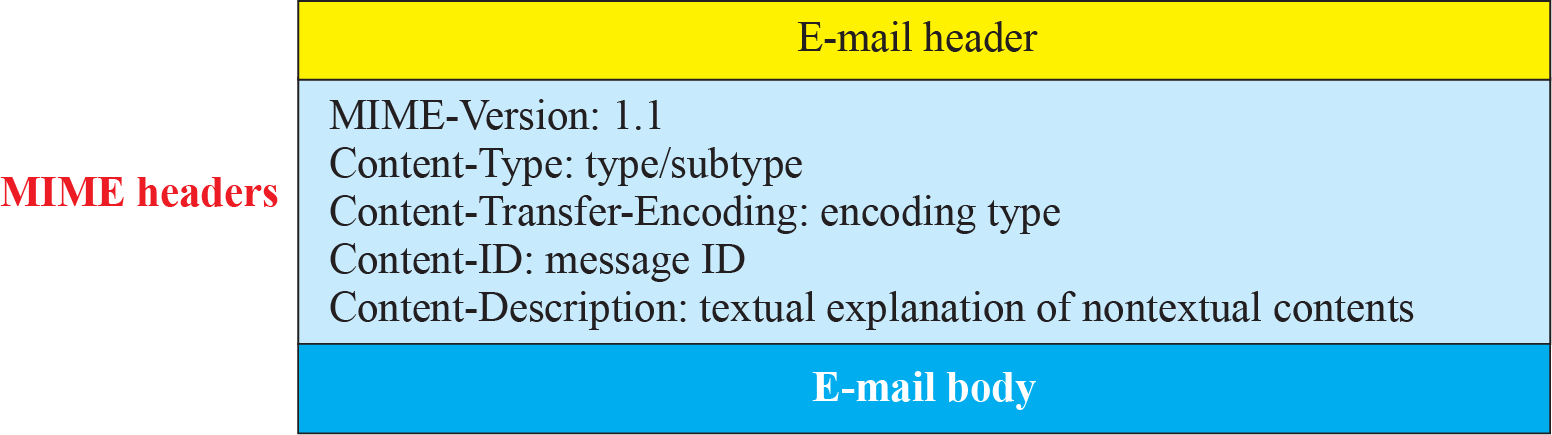 E-mail header
MIME-Version: 1.1
Content-Type: type/subtype
MIME headers
Content-Transfer-Encoding: encoding type
Content-ID: message ID
Content-Description: textual explanation of nontextual contents
E-mail body